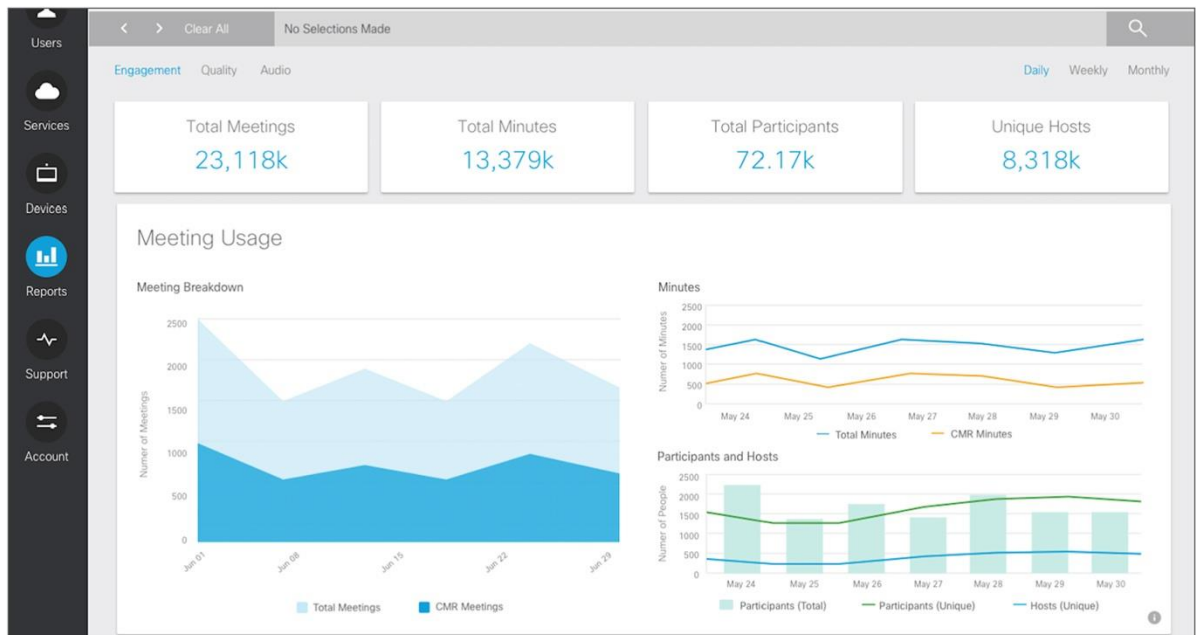 Users
Services
Devices
Reports
Support
Account
Clear All
No Selections Made
Engagement Quality Audio
Daily Weekly Monthly
Total Meetings
23,118k
Total Minutes
13,379k
Total Participants
72.17k
Unique Hosts
8,318k
Meeting Usage
Meeting Breakdown
Numer of Meetings
2500
2000
1500
1000
500
0
Jun 01 Jun 08 Jun 15 Jun 22 Jun 29
Total Meetings CMR Meetings
Minutes
Numer of Minutes
2500
2000
1500
1000
500
0
May 24 May 25 May 26 May 27 May 28 May 29 May 30
Total Minutes CMR Minutes
Participants and Hosts
Numer of People
2500
2000
1500
1000
500
0
May 24 May 25 May 26 May 27 May 28 May 29 May 30
Participants (Total) Participants (Unique) Hosts (Unique)